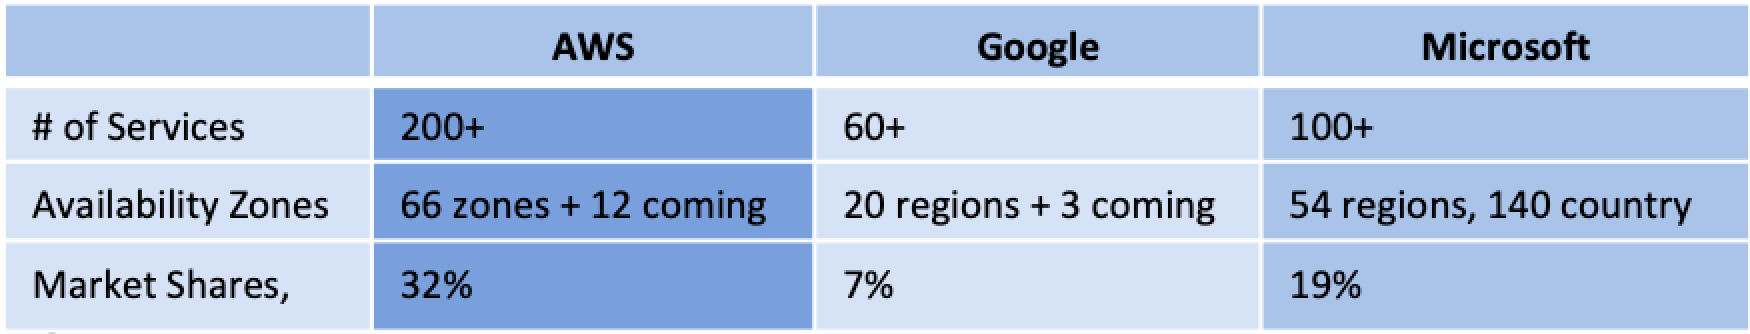 AWS Google Microsoft
# of Services 200+ 60+ 100+
Availability Zones 66 zones + 12 coming 20 regions + 3 coming 54 regions, 140 country
Market Shares, 32% 7% 19%